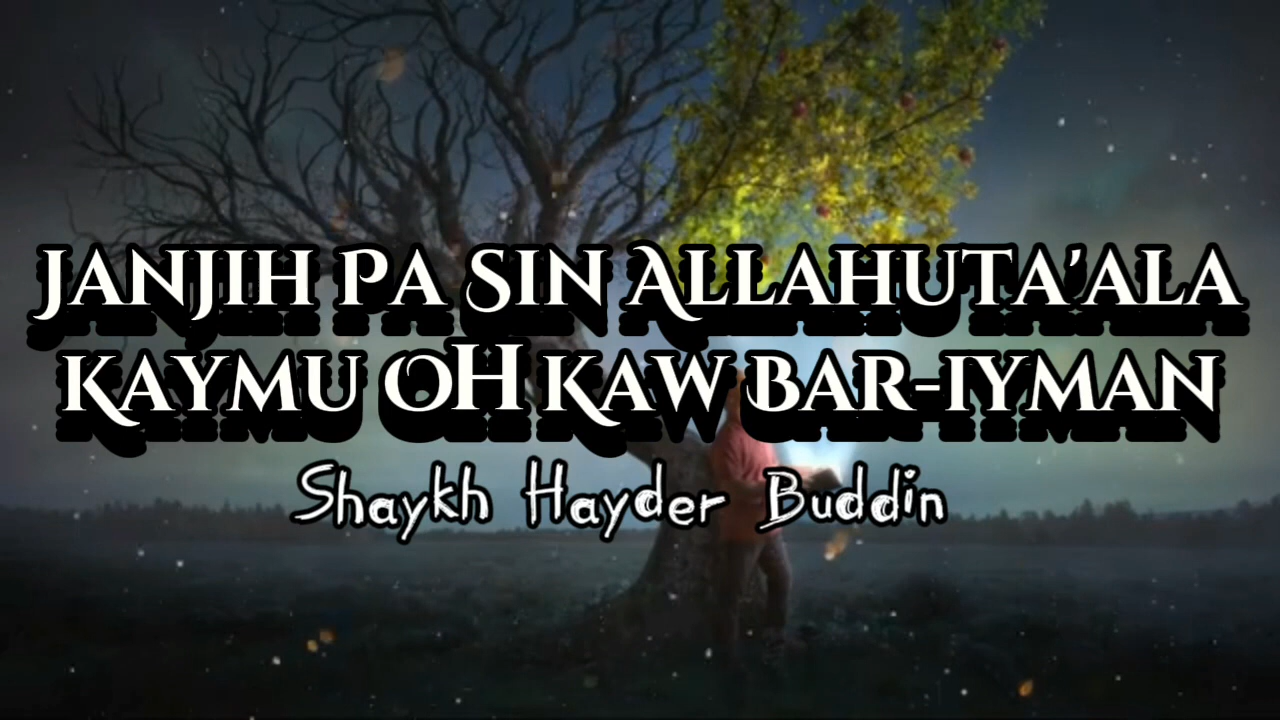 JANJIH PA SIN ALLAHUTA'ALA
KAYMU OH KAW BAR-IYMAN
Shaykh Hayder Buddin